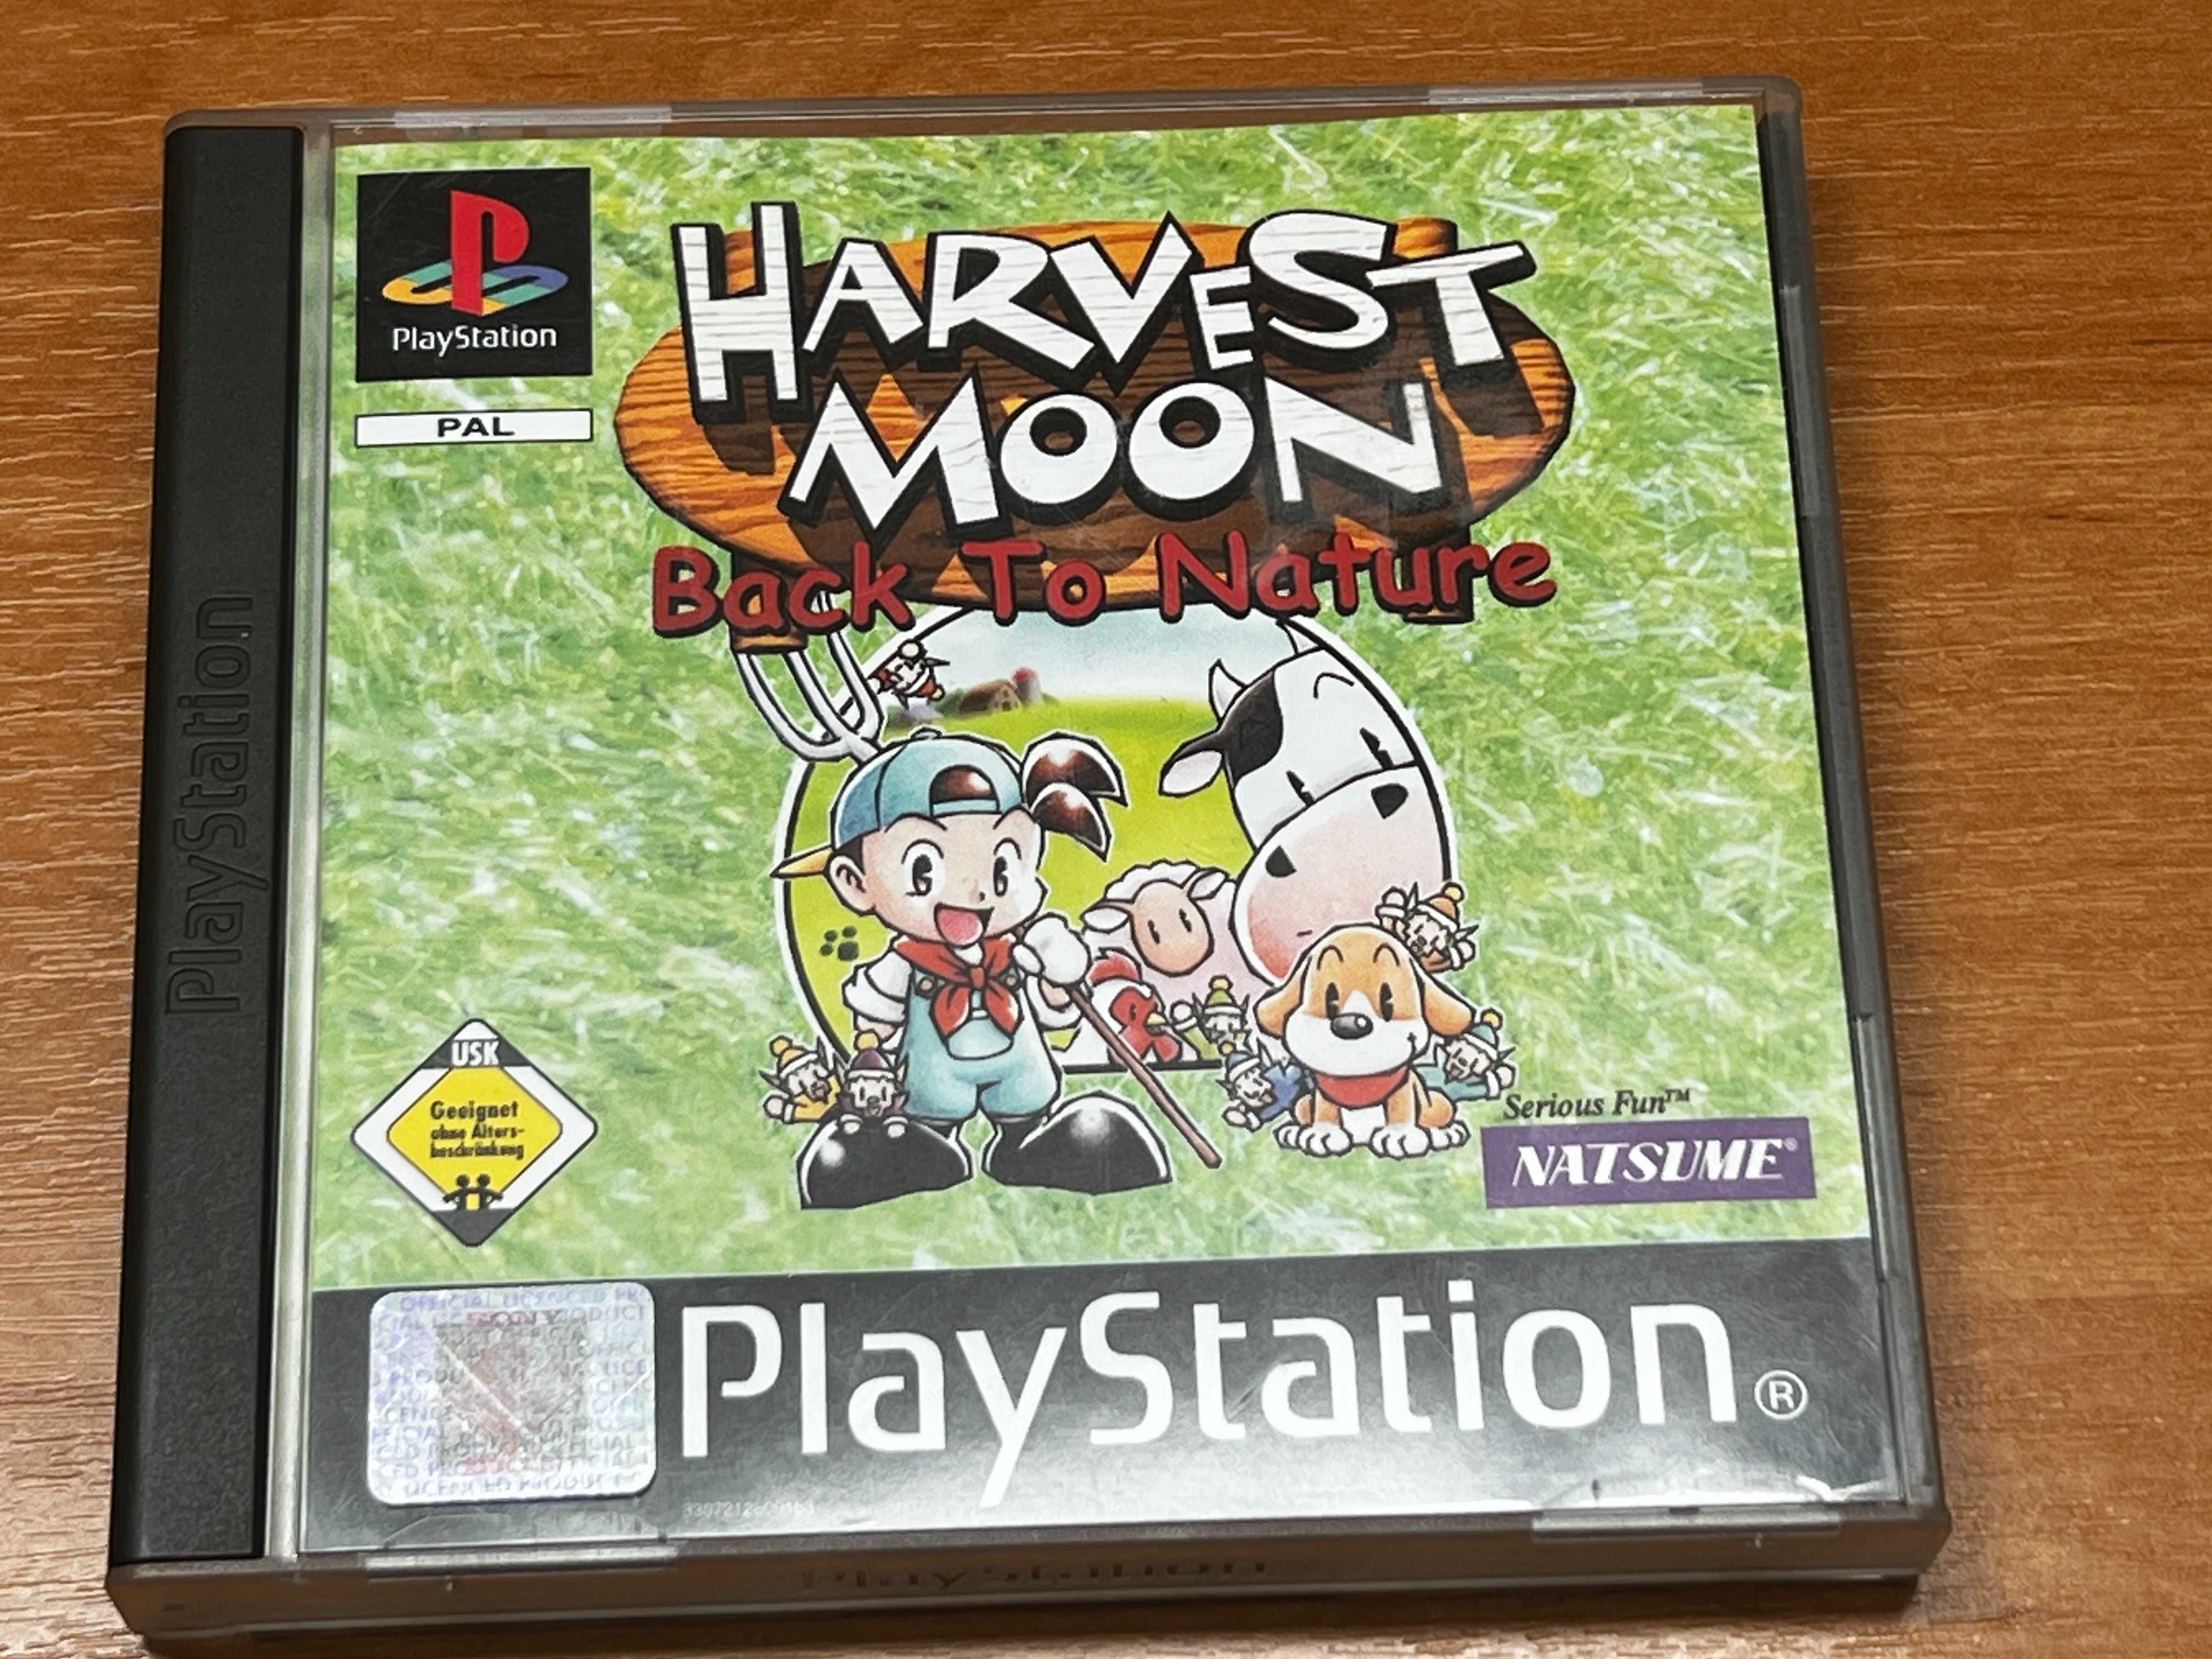 PlayStation
PlayStation
PAL
HARVEST
MOON
Back To Nature
USK
Geeignet
ohne Alters-
beschränkung
Serious Fun™
NATSUME®
PlayStation®